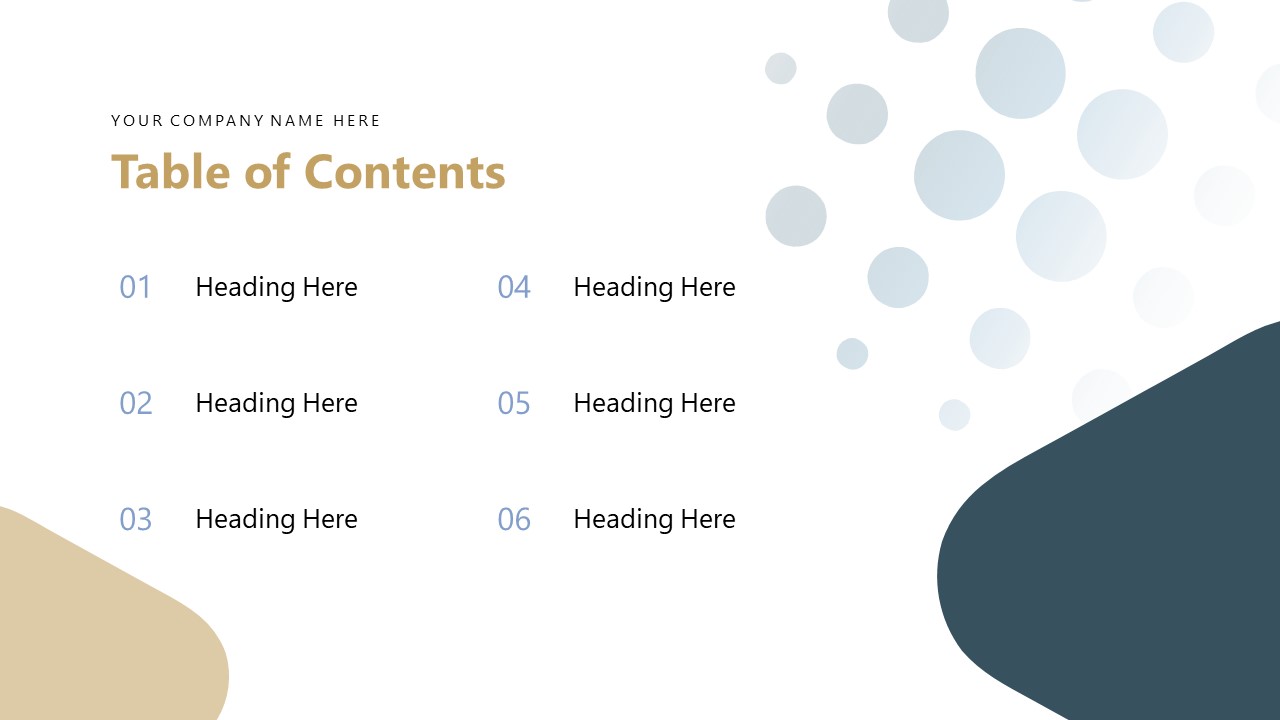 YOUR COMPANY NAME HERE
Table of Contents
01 Heading Here
02 Heading Here
03 Heading Here
04 Heading Here
05 Heading Here
06 Heading Here